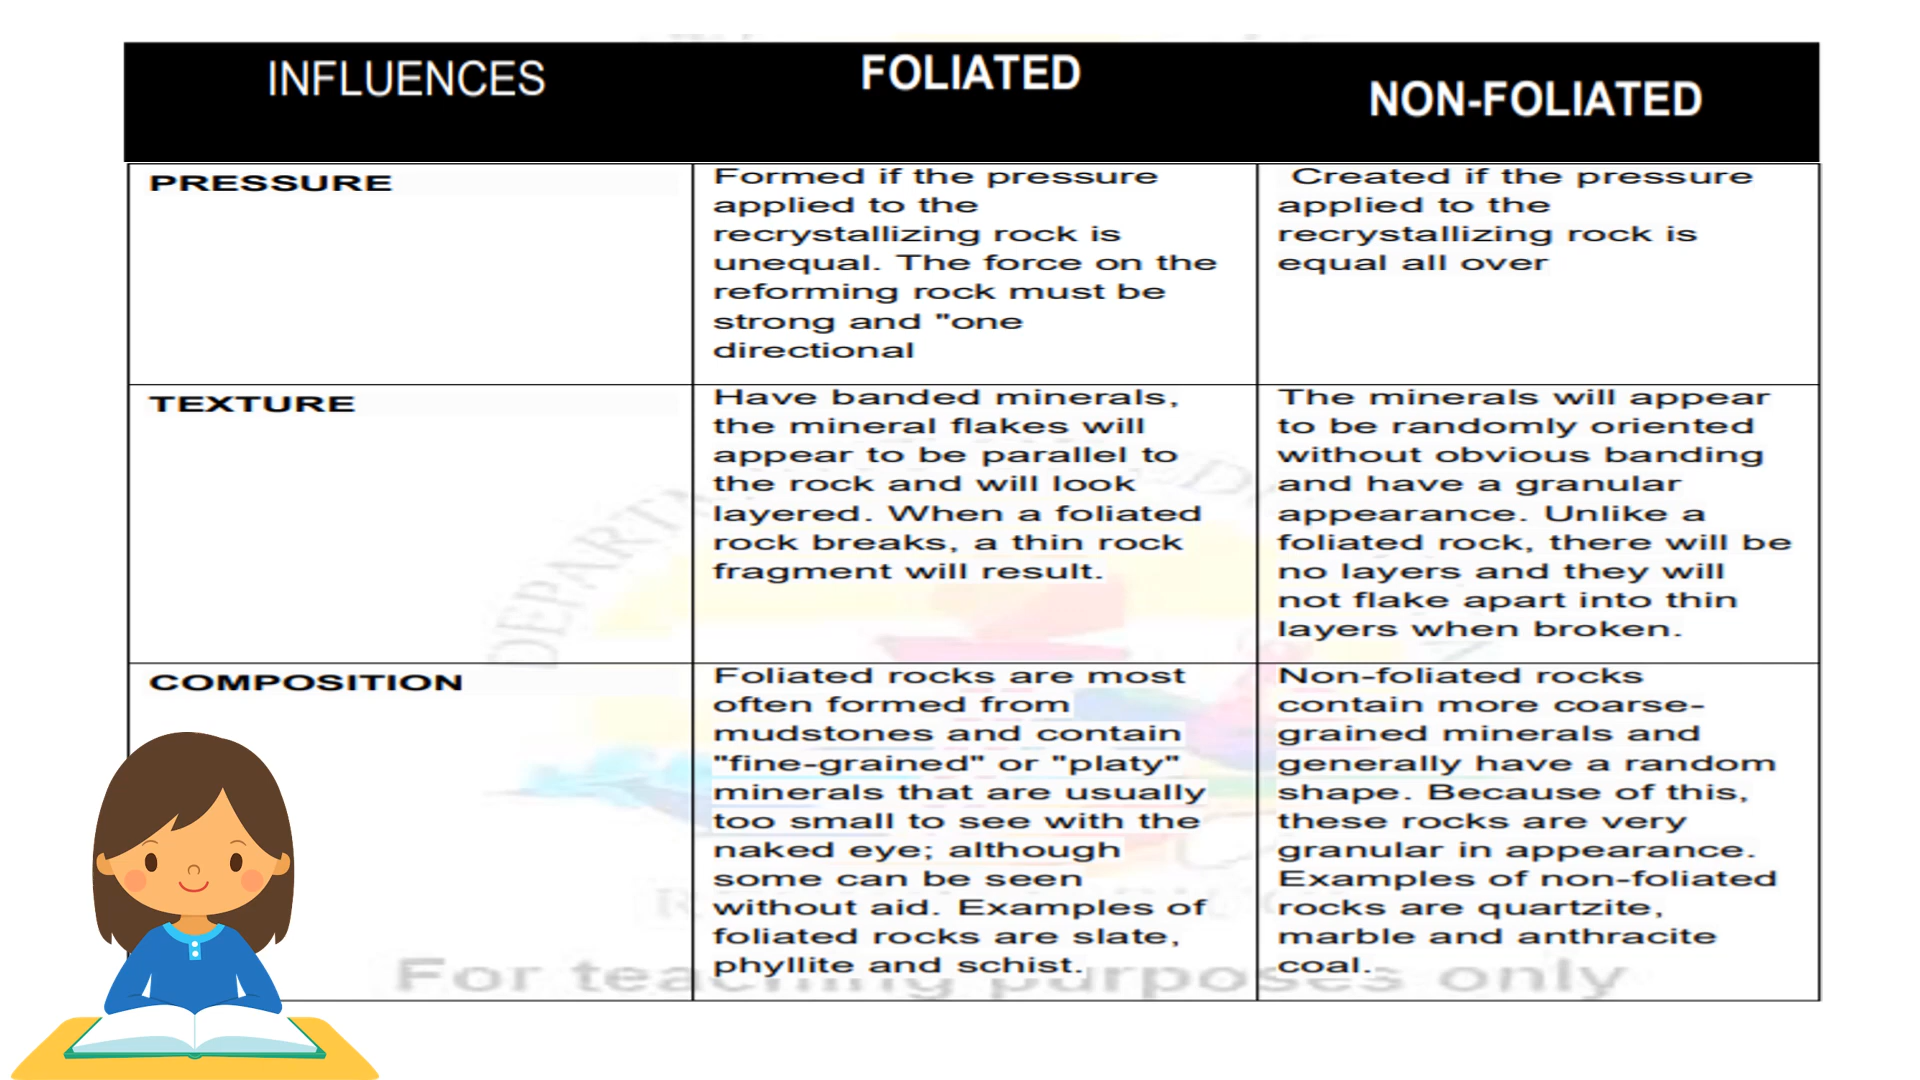 INFLUENCES
FOLIATED
NON-FOLIATED
PRESSURE
Formed if the pressure
applied to the
recrystallizing rock is
unequal. The force on the
reforming rock must be
strong and "one
directional
Created if the pressure
applied to the
recrystallizing rock is
equal all over
TEXTURE
Have banded minerals,
the mineral flakes will
appear to be parallel to
the rock and will look
layered. When a foliated
rock breaks, a thin rock
fragment will result.
The minerals will appear
to be randomly oriented
without obvious banding
and have a granular
appearance. Unlike a
foliated rock, there will be
no layers and they will
not flake apart into thin
layers when broken.
COMPOSITION
Foliated rocks are most
often formed from
mudstones and contain
"fine-grained" or "platy"
minerals that are usually
too small to see with the
naked eye; although
some can be seen
without aid. Examples of
foliated rocks are slate,
phyllite and schist.
Non-foliated rocks
contain more coarse-
grained minerals and
generally have a random
shape. Because of this,
these rocks are very
granular in appearance.
Examples of non-foliated
rocks are quartzite,
marble and anthracite
coal.
For teaching purposes only